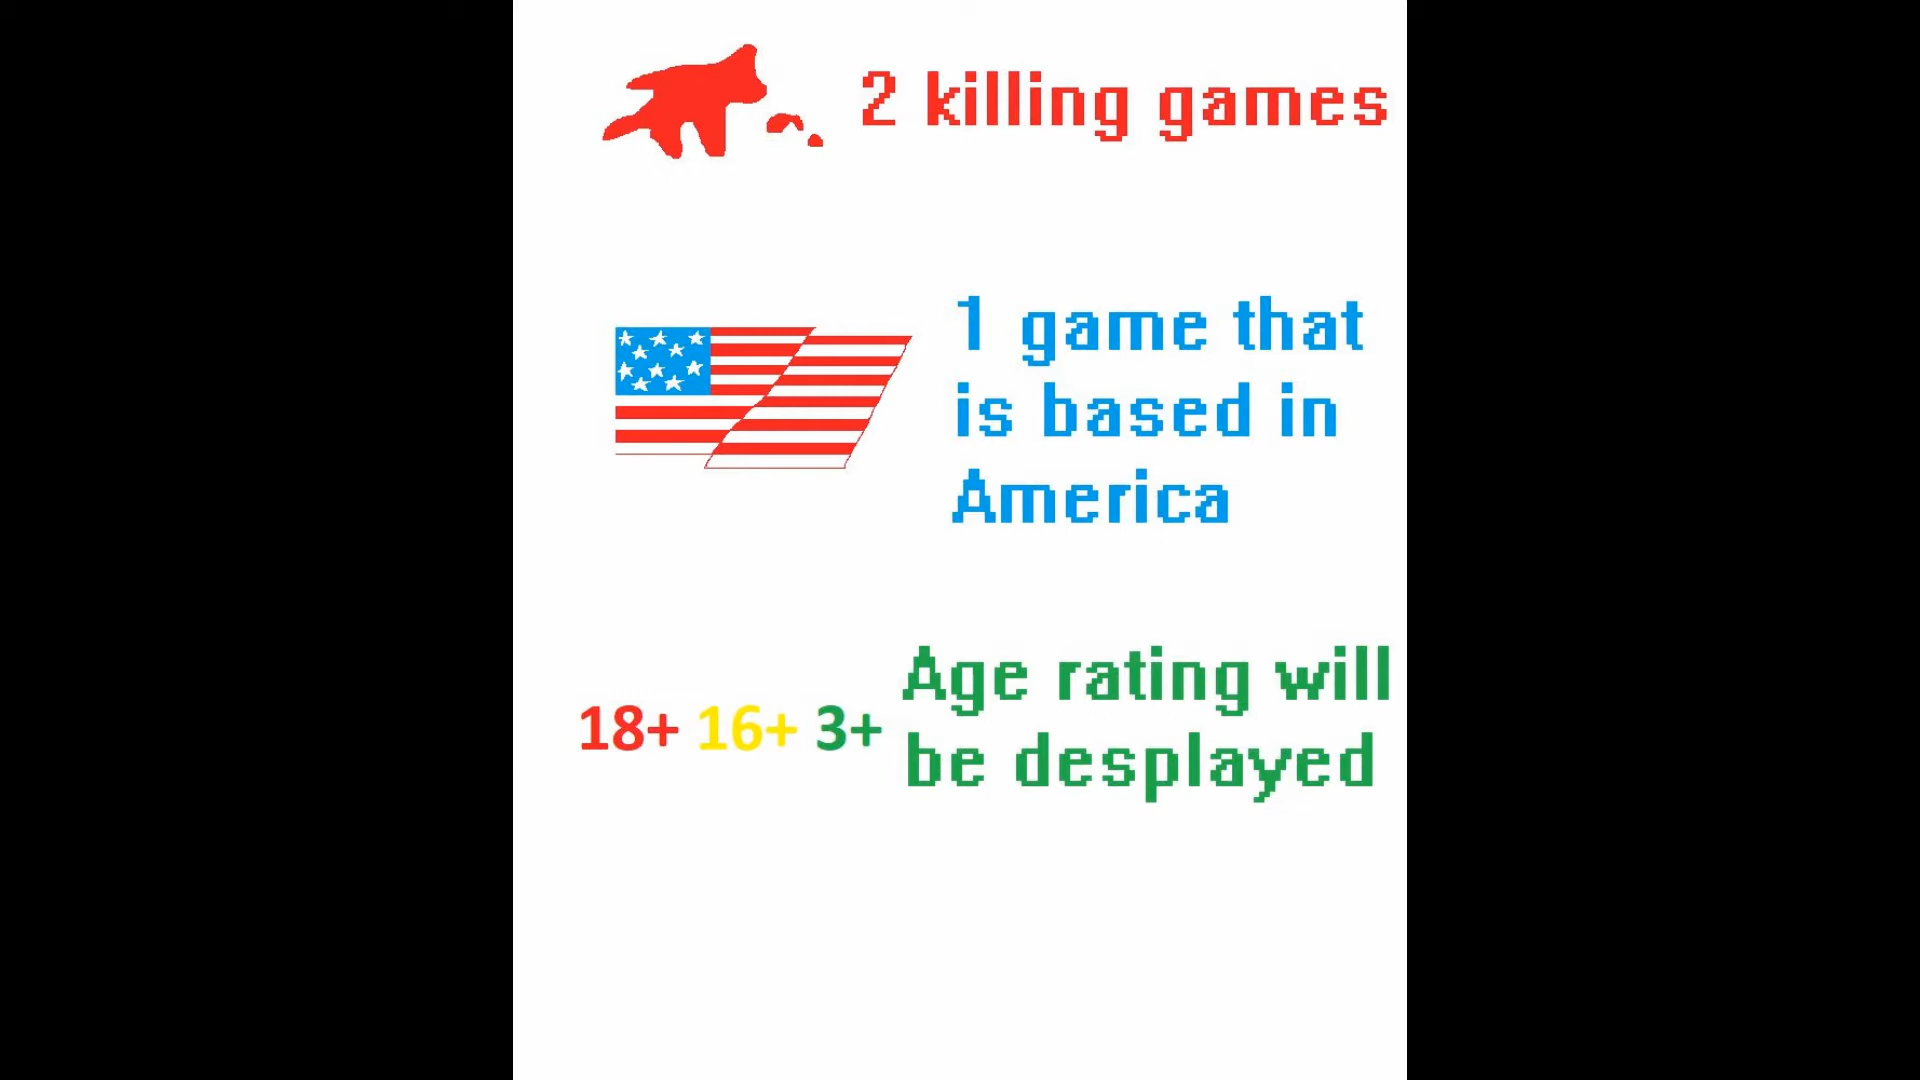 2 killing games
1 game that
is based in
America
18+ 16+ 3+
Age rating will
be desplayed